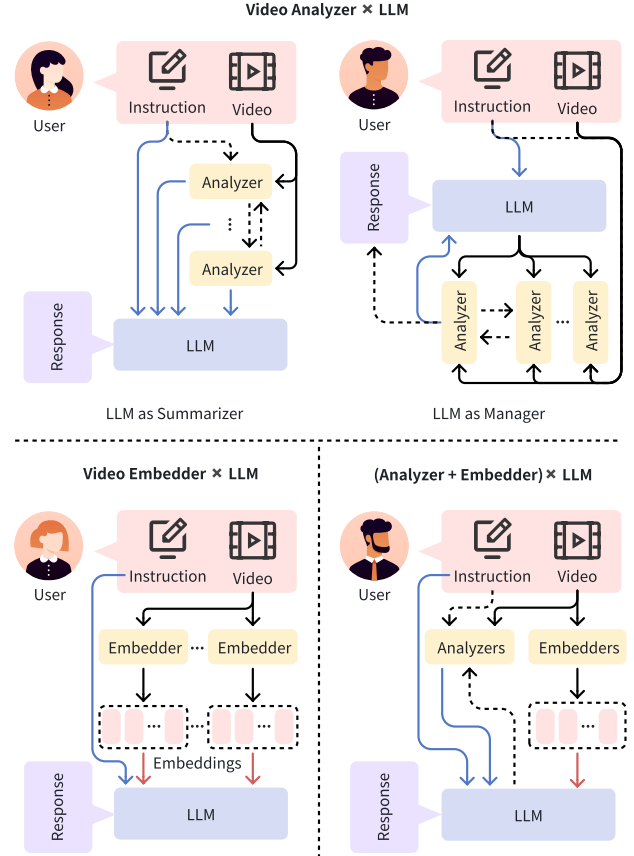 Video Analyzer × LLM
Instruction
Video
User
Analyzer
Analyzer
Response
LLM
LLM as Summarizer
Instruction
Video
User
Response
LLM
Analyzer
Analyzer
...
Analyzer
LLM as Manager
Video Embedder × LLM
Instruction
Video
User
Embedder
...
Embedder
...
...
...
Embeddings
Response
LLM
(Analyzer + Embedder) × LLM
Instruction
Video
User
Analyzers
Embedders
...
Response
LLM